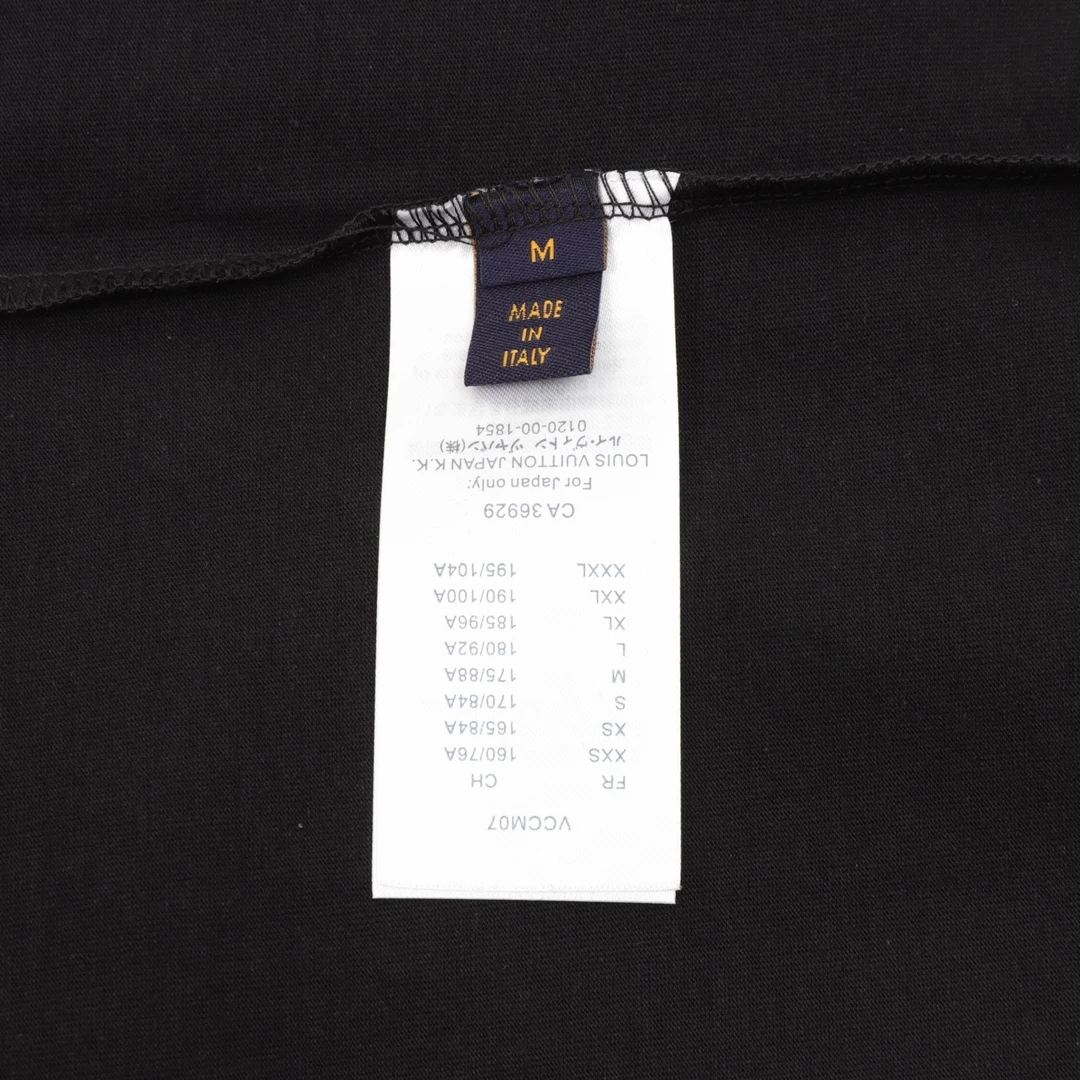 M
MADE
IN
ITALY
VCCM07
FR CH
XXS 160/76A
XS 165/84A
S 170/84A
M 175/88A
L 180/92A
XL 185/96A
XXL 190/100A
XXXL 195/104A
CA 36929
For Japan only:
LOUIS VUITTON JAPAN K.K.
ルイ・ヴィトン ジャパン(株)
0120-00-1854